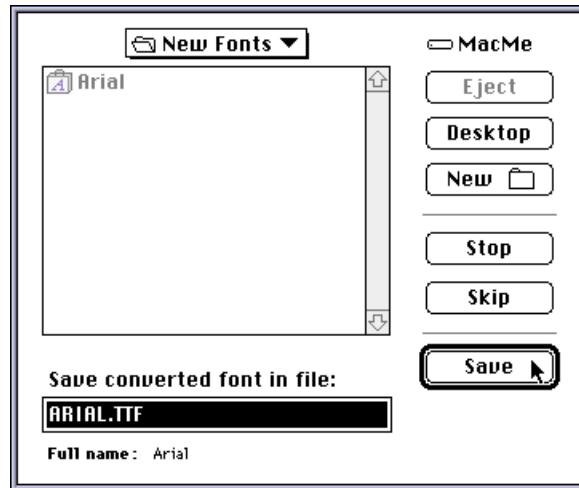 New Fonts
MacMe
Arial
Eject
Desktop
New
Stop
Skip
Save
Save converted font in file:
ARIAL.TTF
Full name: Arial